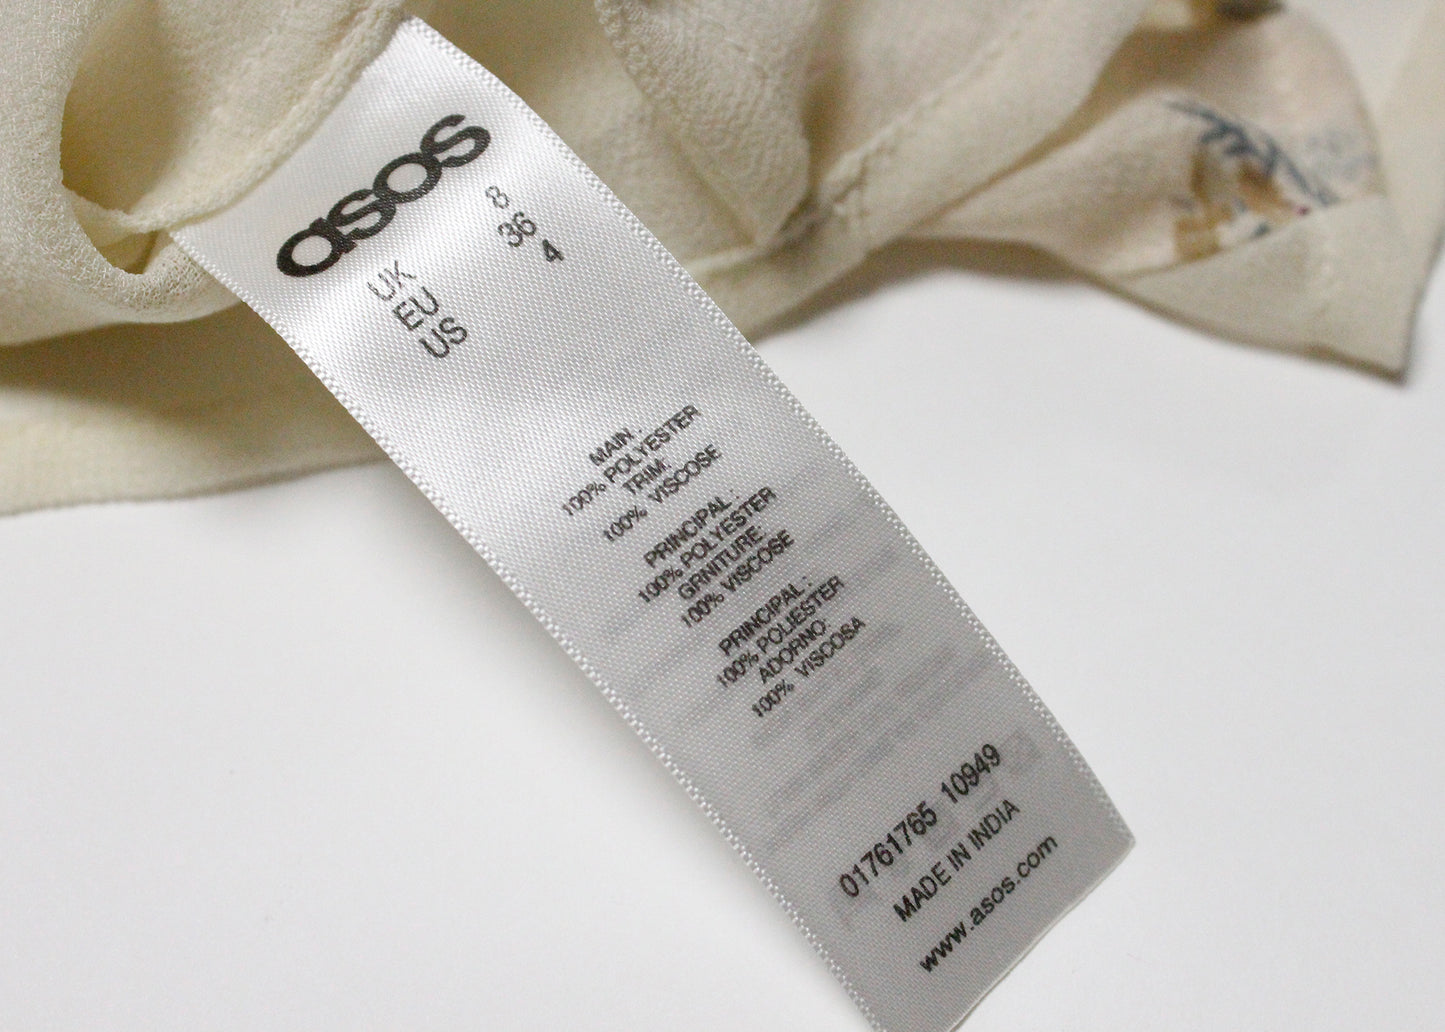 asos
UK 8
EU 36
US 4
MAIN :
100% POLYESTER
TRIM:
100% VISCOSE
PRINCIPAL :
100% POLYESTER
GRNITURE:
100% VISCOSE
PRINCIPAL :
100% POLIESTER
ADORNO:
100% VISCOSA
01761765 10949
MADE IN INDIA
www.asos.com